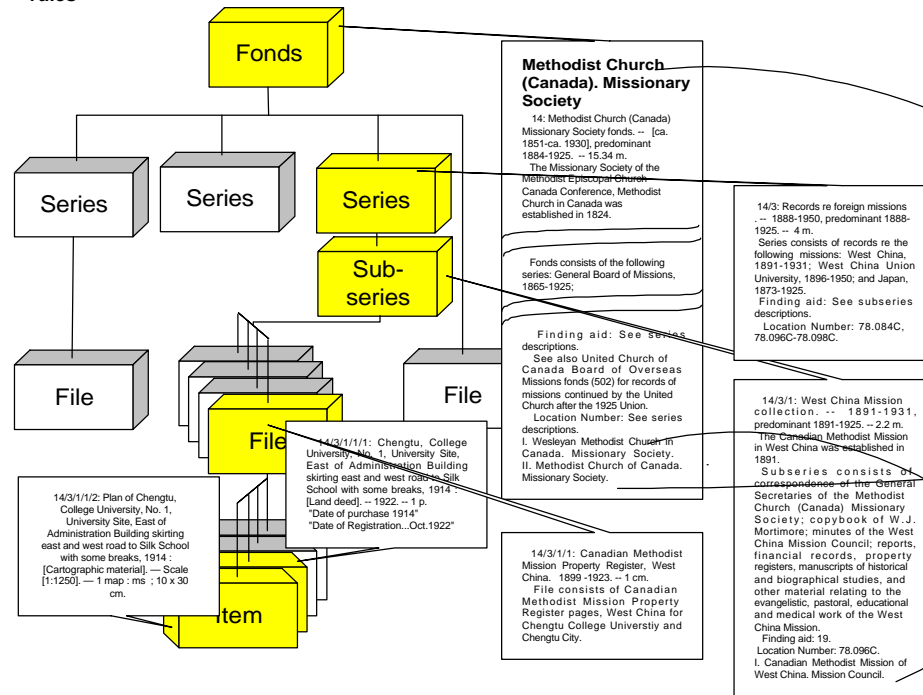 Fonds
Series
Series
Series
Sub-
series
File
File
File
Item
Methodist Church
(Canada). Missionary
Society
14: Methodist Church (Canada)
Missionary Society fonds. -- [ca.
1851-ca. 1930], predominant
1884-1925. -- 15.34 m.
The Missionary Society of the
Methodist Episcopal Church
Canada Conference, Methodist
Church in Canada was
established in 1824.
Fonds consists of the following
series: General Board of Missions,
1865-1925;
Finding aid: See series
descriptions.
See also United Church of
Canada Board of Overseas
Missions fonds (502) for records of
missions continued by the United
Church after the 1925 Union.
Location Number: See series
descriptions.
I. Wesleyan Methodist Church in
Canada. Missionary Society.
II. Methodist Church of Canada.
Missionary Society.
14/3: Records re foreign missions
. -- 1888-1950, predominant 1888-
1925. -- 4 m.
Series consists of records re the
following missions: West China,
1891-1931; West China Union
University, 1896-1950; and Japan,
1873-1925.
Finding aid: See subseries
descriptions.
Location Number: 78.084C,
78.096C-78.098C.
14/3/1: West China Mission
collection. -- 1891-1931,
predominant 1891-1925. -- 2.2 m.
The Canadian Methodist Mission
in West China was established in
1891.
Subseries consists of
correspondence of the General
Secretaries of the Methodist
Church (Canada) Missionary
Society; copybook of W.J.
Mortimore; minutes of the West
China Mission Council; reports,
financial records, property
registers, manuscripts of historical
and biographical studies, and
other material relating to the
evangelistic, pastoral, educational
and medical work of the West
China Mission.
Finding aid: 19.
Location Number: 78.096C.
I. Canadian Methodist Mission of
West China. Mission Council.
14/3/1/1/1: Chengtu, College
University, No. 1, University Site,
East of Administration Building
skirting east and west road to Silk
School with some breaks, 1914 :
[Land deed]. -- 1922. -- 1 p.
"Date of purchase 1914"
"Date of Registration...Oct.1922"
14/3/1/1/2: Plan of Chengtu,
College University, No. 1,
University Site, East of
Administration Building skirting
east and west road to Silk School
with some breaks, 1914 :
[Cartographic material]. — Scale
[1:1250]. — 1 map : ms ; 10 x 30
cm.
14/3/1/1: Canadian Methodist
Mission Property Register, West
China. 1899 -1923. -- 1 cm.
File consists of Canadian
Methodist Mission Property
Register pages, West China for
Chengtu College Universtiy and
Chengtu City.